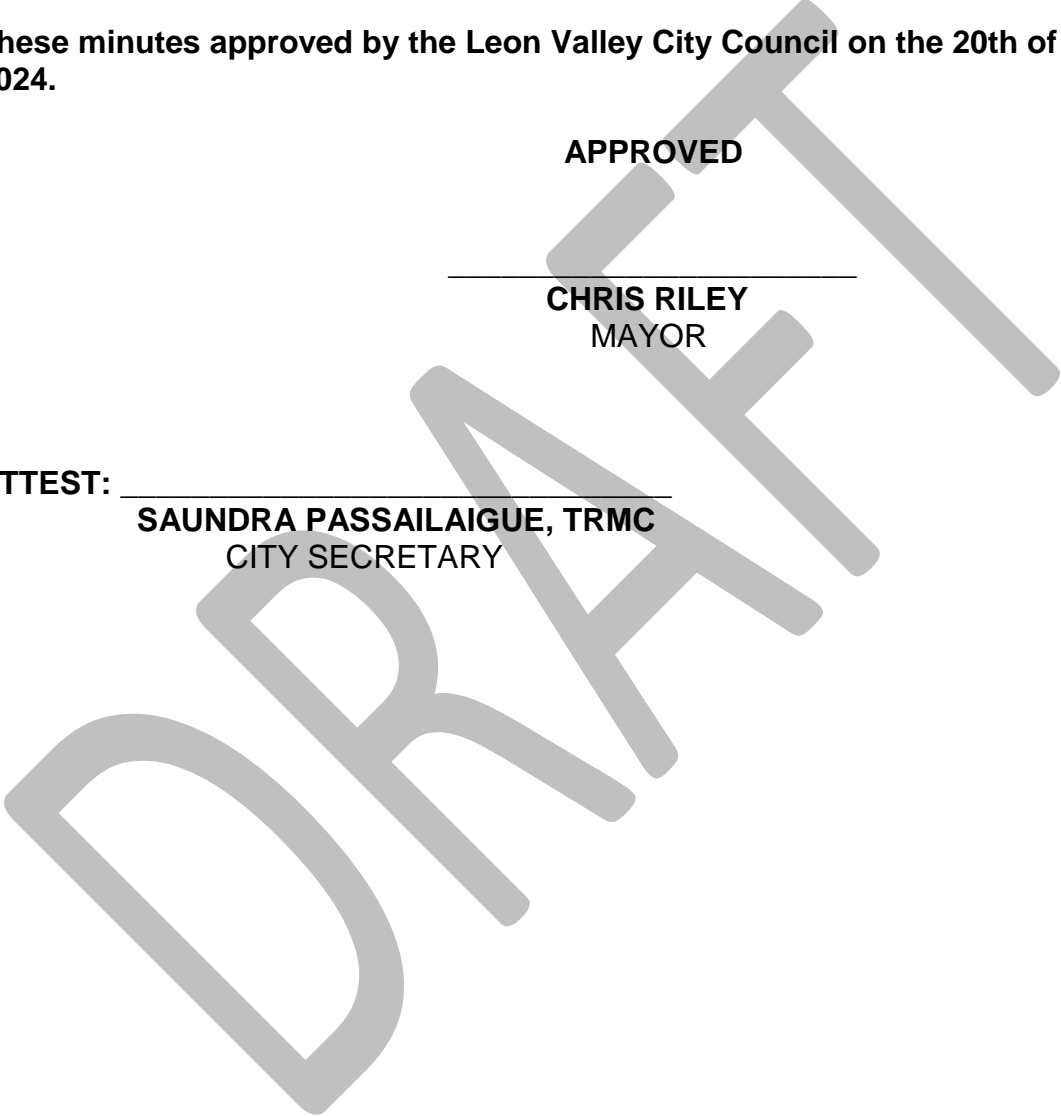 hese minutes approved by the Leon Valley City Council on the 20th of
024.
APPROVED
CHRIS RILEY
MAYOR
TTEST:
SAUNDRA PASSAILAIGUE, TRMC
CITY SECRETARY
DRAFT